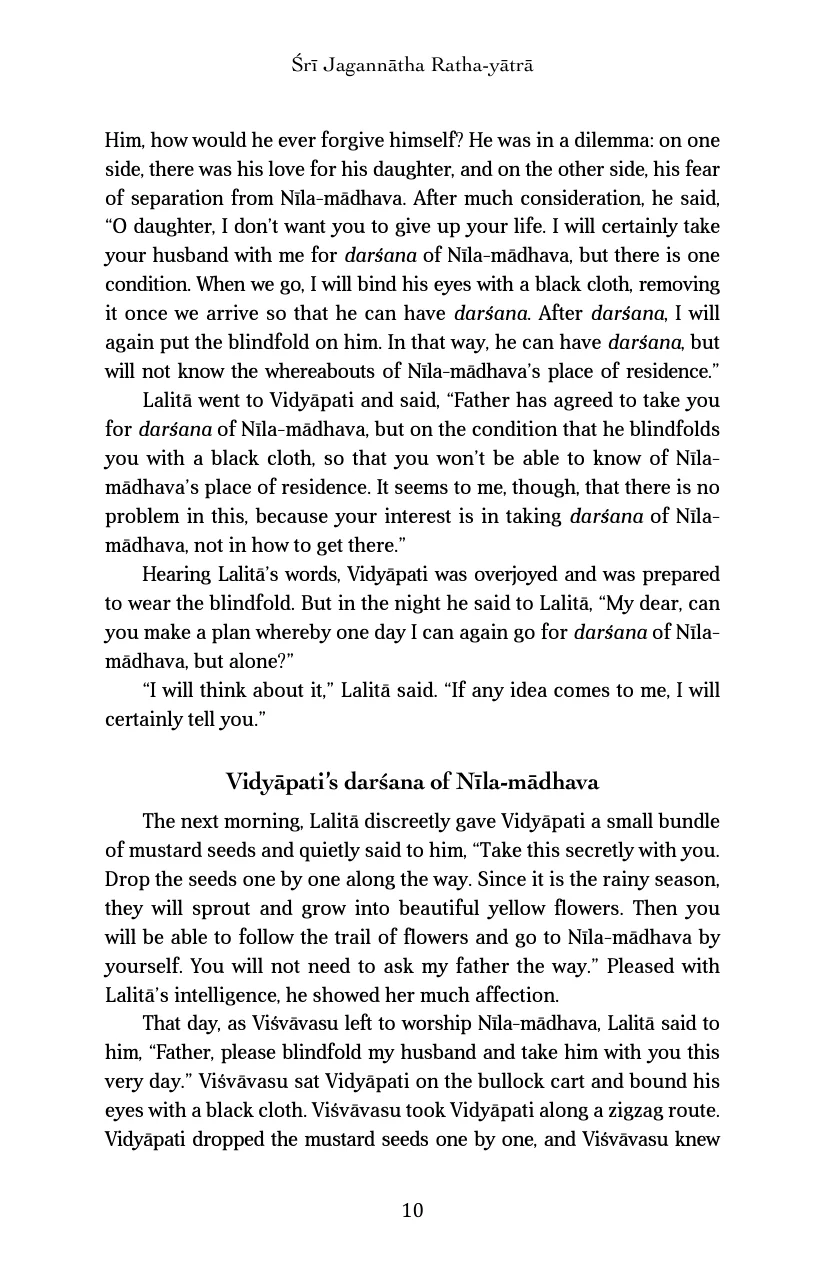 Śrī Jagannātha Ratha-yātrā
Him, how would he ever forgive himself? He was in a dilemma: on one
side, there was his love for his daughter, and on the other side, his fear
of separation from Nīla-mādhava. After much consideration, he said,
“O daughter, I don’t want you to give up your life. I will certainly take
your husband with me for darśana of Nīla-mādhava, but there is one
condition. When we go, I will bind his eyes with a black cloth, removing
it once we arrive so that he can have darśana. After darśana, I will
again put the blindfold on him. In that way, he can have darśana, but
will not know the whereabouts of Nīla-mādhava’s place of residence.”
Lalitā went to Vidyāpati and said, “Father has agreed to take you
for darśana of Nīla-mādhava, but on the condition that he blindfolds
you with a black cloth, so that you won’t be able to know of Nīla-
mādhava’s place of residence. It seems to me, though, that there is no
problem in this, because your interest is in taking darśana of Nīla-
mādhava, not in how to get there.”
Hearing Lalitā’s words, Vidyāpati was overjoyed and was prepared
to wear the blindfold. But in the night he said to Lalitā, “My dear, can
you make a plan whereby one day I can again go for darśana of Nīla-
mādhava, but alone?”
“I will think about it,” Lalitā said. “If any idea comes to me, I will
certainly tell you.”
Vidyāpati’s darśana of Nīla-mādhava
The next morning, Lalitā discreetly gave Vidyāpati a small bundle
of mustard seeds and quietly said to him, “Take this secretly with you.
Drop the seeds one by one along the way. Since it is the rainy season,
they will sprout and grow into beautiful yellow flowers. Then you
will be able to follow the trail of flowers and go to Nīla-mādhava by
yourself. You will not need to ask my father the way.” Pleased with
Lalitā’s intelligence, he showed her much affection.
That day, as Viśvāvasu left to worship Nīla-mādhava, Lalitā said to
him, “Father, please blindfold my husband and take him with you this
very day.” Viśvāvasu sat Vidyāpati on the bullock cart and bound his
eyes with a black cloth. Viśvāvasu took Vidyāpati along a zigzag route.
Vidyāpati dropped the mustard seeds one by one, and Viśvāvasu knew
10